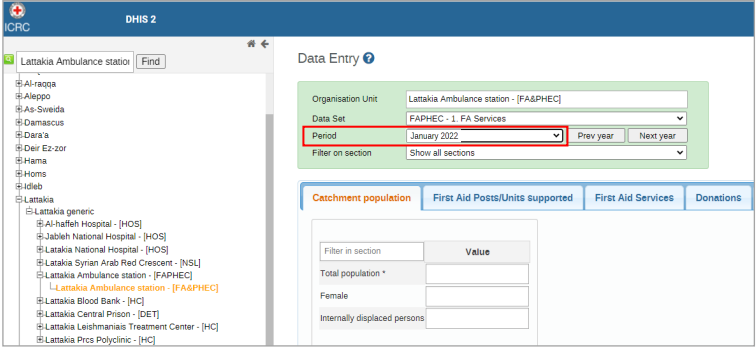 ICRC
DHIS 2
Lattakia Ambulance station Find
Al-raqqa
Aleppo
As-Sweida
Damascus
Dara'a
Deir Ez-zor
Hama
Homs
Idleb
Lattakia
Lattakia generic
Al-haffeh Hospital - [HOS]
Jableh National Hospital - [HOS]
Latakia National Hospital - [HOS]
Lattakia Syrian Arab Red Crescent - [NSL]
Lattakia Ambulance station - [FAPHEC]
Lattakia Ambulance station - [FA&PHEC]
Lattakia Blood Bank - [HC]
Lattakia Central Prison - [DET]
Lattakia Leishmaniais Treatment Center - [HC]
Lattakia Prcs Polyclinic - [HC]
Data Entry ?
Organisation Unit Lattakia Ambulance station - [FA&PHEC]
Data Set FAPHEC - 1. FA Services
Period January 2022 Prev year Next year
Filter on section Show all sections
Catchment population First Aid Posts/Units supported First Aid Services Donations
Filter in section Value
Total population *
Female
Internally displaced persons